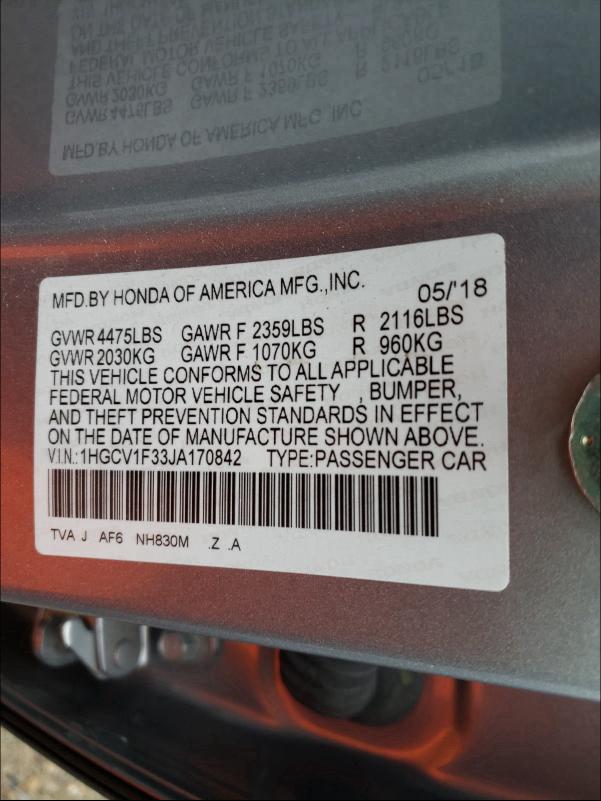 MFD.BY HONDA OF AMERICA MFG.,INC. 05/'18
GVWR 4475LBS GAWR F 2359LBS R 2116LBS
GVWR 2030KG GAWR F 1070KG R 960KG
THIS VEHICLE CONFORMS TO ALL APPLICABLE
FEDERAL MOTOR VEHICLE SAFETY , BUMPER,
AND THEFT PREVENTION STANDARDS IN EFFECT
ON THE DATE OF MANUFACTURE SHOWN ABOVE.
V.I.N.:1HGCV1F33JA170842 TYPE:PASSENGER CAR
TVA J AF6 NH830M .Z .A